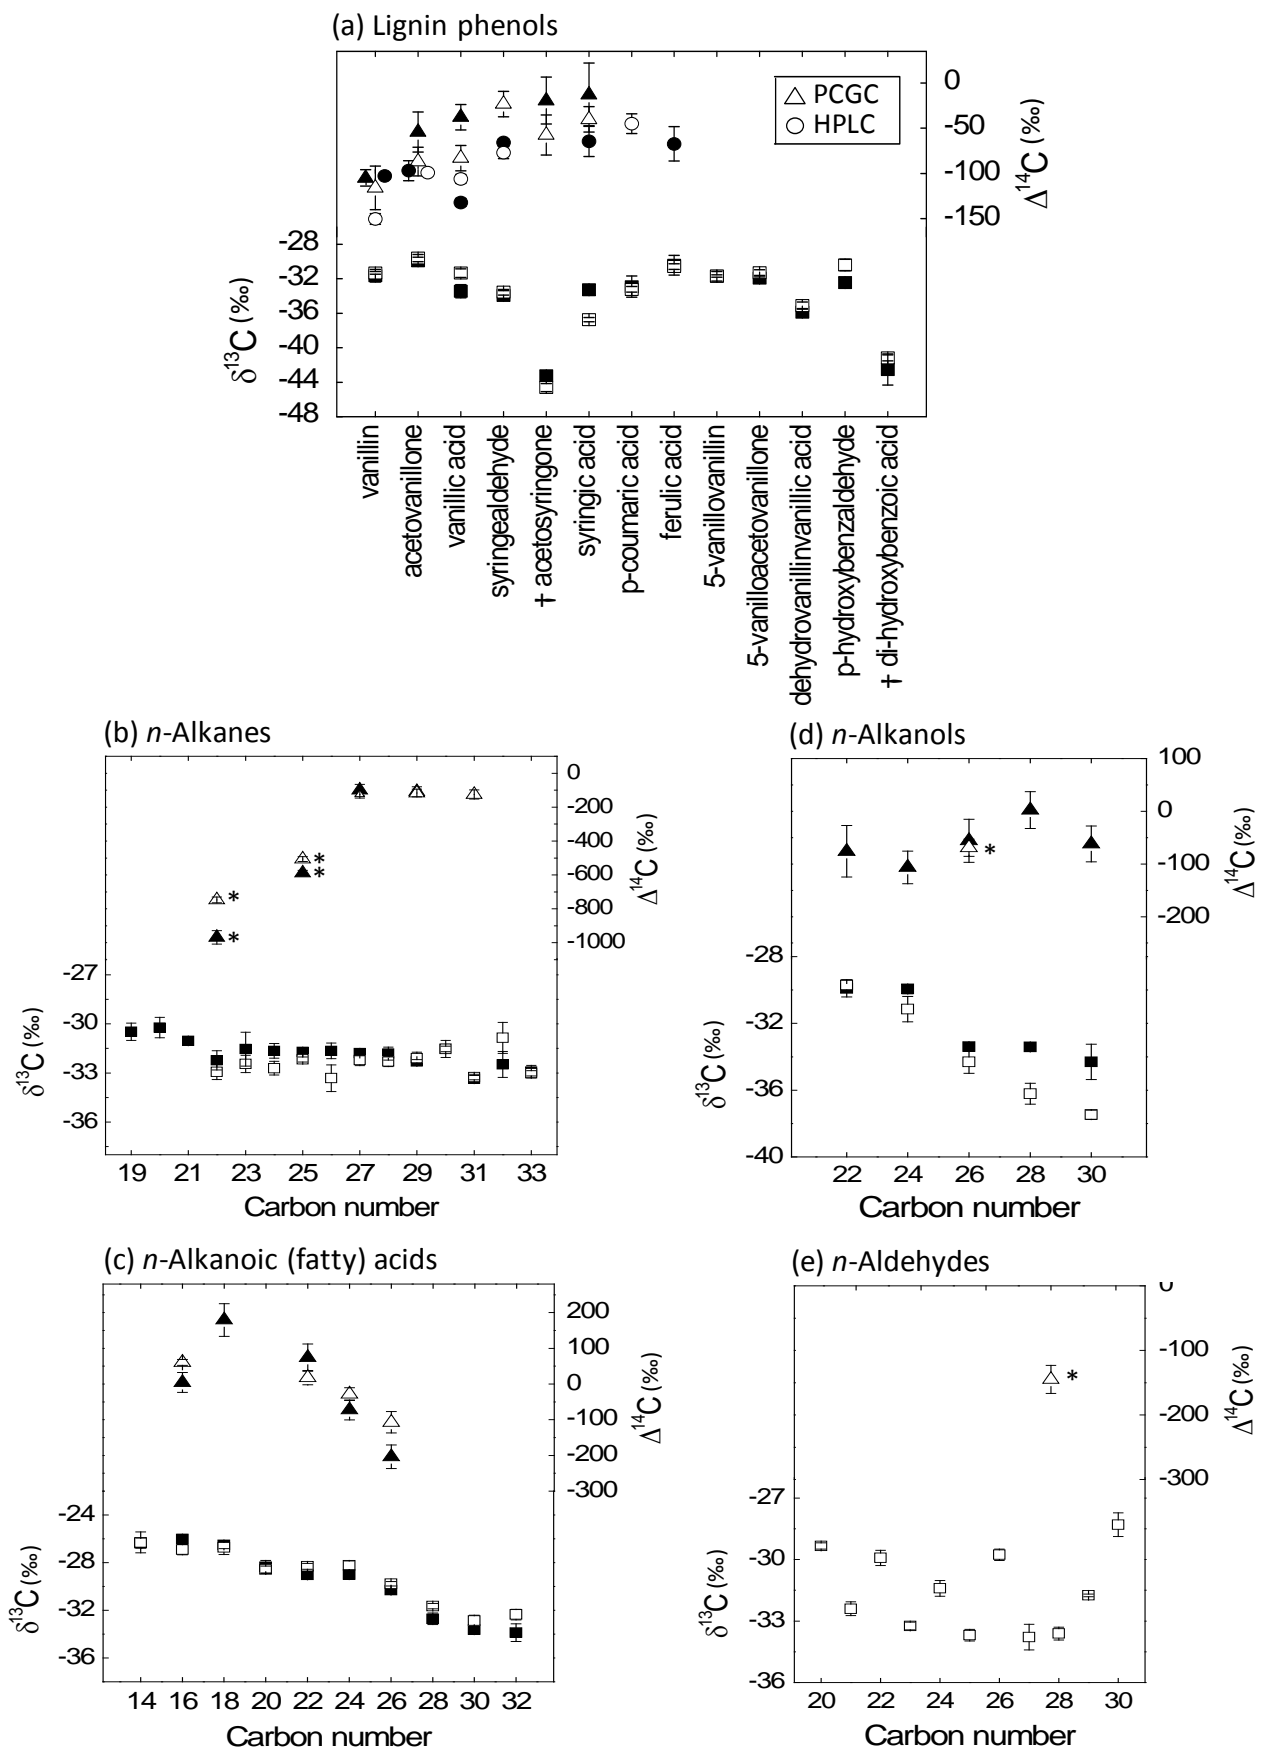 (a) Lignin phenols
PCGC
HPLC
0
-50
-100
-150
Δ14C (‰)
-28
-32
-36
-40
-44
-48
δ13C (‰)
vanillin
acetovanillone
vanillic acid
syringealdehyde
† acetosyringone
syringic acid
p-coumaric acid
ferulic acid
5-vanillovanillin
5-vanilloacetovanillone
dehydrovanillinvanillic acid
p-hydroxybenzaldehyde
† di-hydroxybenzoic acid
(b) n-Alkanes
0
-200
-400
-600
-800
-1000
Δ14C (‰)
*
*
*
*
-27
-30
-33
-36
δ13C (‰)
19 21 23 25 27 29 31 33
Carbon number
(d) n-Alkanols
100
0
-100
-200
Δ14C (‰)
*
-28
-32
-36
-40
δ13C (‰)
22 24 26 28 30
Carbon number
(c) n-Alkanoic (fatty) acids
200
100
0
-100
-200
-300
Δ14C (‰)
-24
-28
-32
-36
δ13C (‰)
14 16 18 20 22 24 26 28 30 32
Carbon number
(e) n-Aldehydes
0
-100
-200
-300
Δ14C (‰)
*
-27
-30
-33
-36
δ13C (‰)
20 22 24 26 28 30
Carbon number